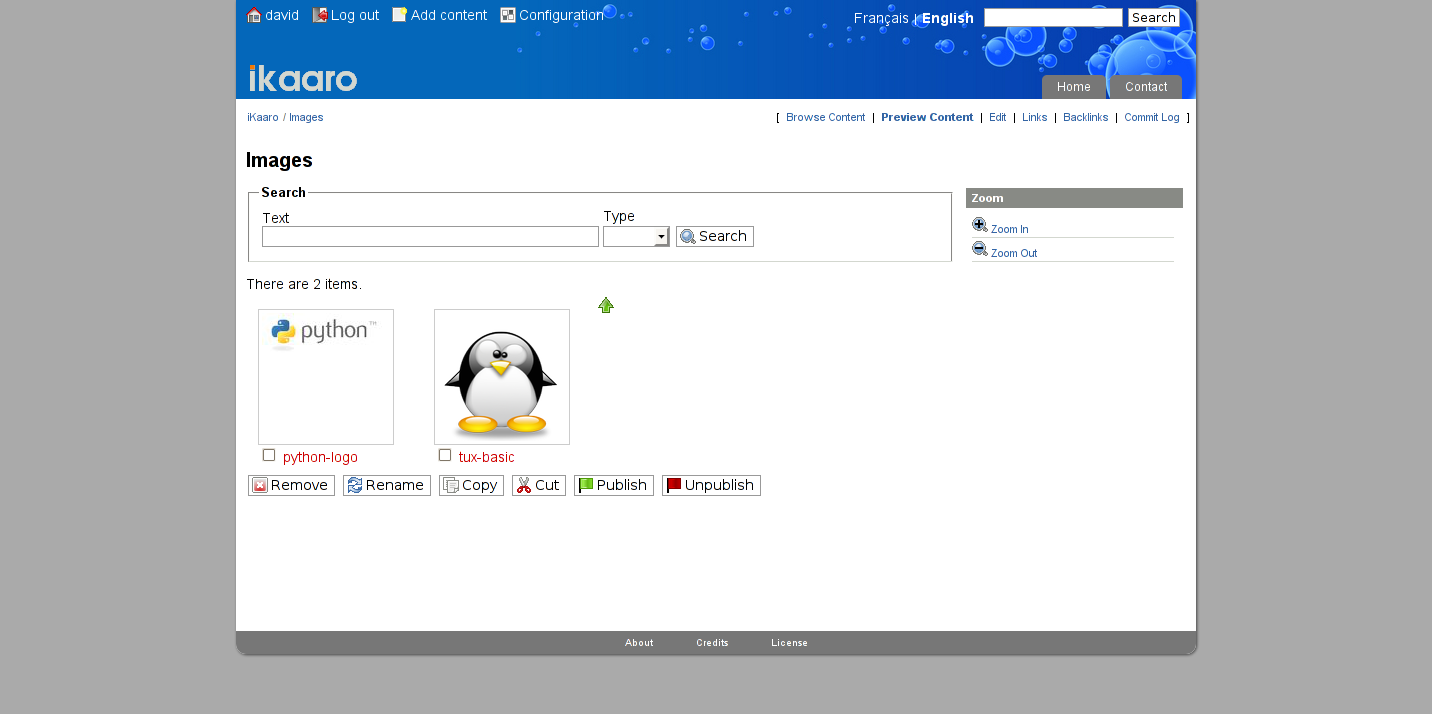 david Log out Add content Configuration Français | English Search
ikaaro
Home Contact
iKaaro / Images [ Browse Content | Preview Content | Edit | Links | Backlinks | Commit Log ]
Images
Search
Text Type
Search
Zoom
Zoom In
Zoom Out
There are 2 items.
python™
python-logo tux-basic
Remove Rename Copy Cut Publish Unpublish
About Credits License